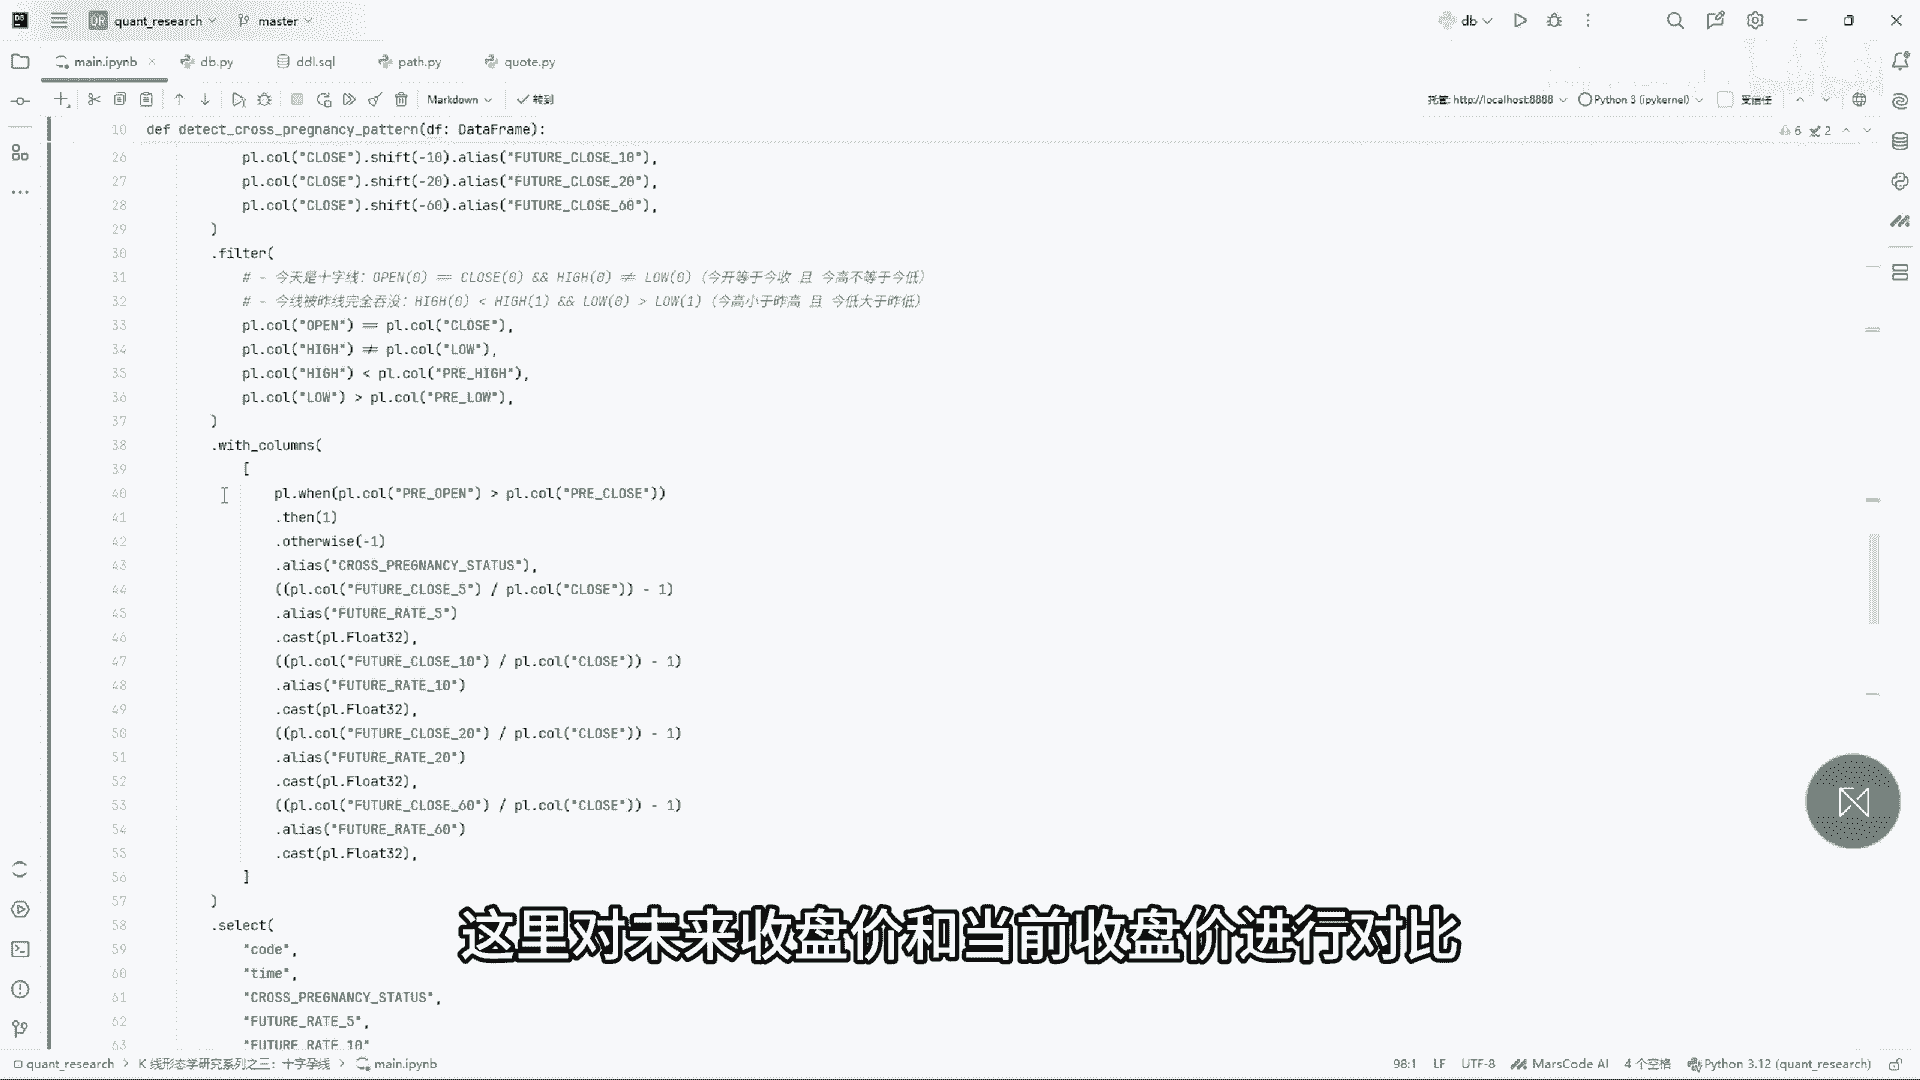 DB
QR quant_research
master
db
main.ipynb
db.py
ddl.sql
path.py
quote.py
Markdown
转到
托管: http://localhost:8888
Python 3 (ipykernel)
受信任
10 def detect_cross_pregnancy_pattern(df: DataFrame):
6 2
26 pl.col("CLOSE").shift(-10).alias("FUTURE_CLOSE_10"),
27 pl.col("CLOSE").shift(-20).alias("FUTURE_CLOSE_20"),
28 pl.col("CLOSE").shift(-60).alias("FUTURE_CLOSE_60"),
29 )
30 .filter(
31 # - 今天是十字线：OPEN(0) == CLOSE(0) && HIGH(0) ≠ LOW(0)（今开等于今收 且 今高不等于今低）
32 # - 今线被昨线完全吞没：HIGH(0) < HIGH(1) && LOW(0) > LOW(1)（今高小于昨高 且 今低大于昨低）
33 pl.col("OPEN") == pl.col("CLOSE"),
34 pl.col("HIGH") ≠ pl.col("LOW"),
35 pl.col("HIGH") < pl.col("PRE_HIGH"),
36 pl.col("LOW") > pl.col("PRE_LOW"),
37 )
38 .with_columns(
39 [
40 pl.when(pl.col("PRE_OPEN") > pl.col("PRE_CLOSE"))
41 .then(1)
42 .otherwise(-1)
43 .alias("CROSS_PREGNANCY_STATUS"),
44 ((pl.col("FUTURE_CLOSE_5") / pl.col("CLOSE")) - 1)
45 .alias("FUTURE_RATE_5")
46 .cast(pl.Float32),
47 ((pl.col("FUTURE_CLOSE_10") / pl.col("CLOSE")) - 1)
48 .alias("FUTURE_RATE_10")
49 .cast(pl.Float32),
50 ((pl.col("FUTURE_CLOSE_20") / pl.col("CLOSE")) - 1)
51 .alias("FUTURE_RATE_20")
52 .cast(pl.Float32),
53 ((pl.col("FUTURE_CLOSE_60") / pl.col("CLOSE")) - 1)
54 .alias("FUTURE_RATE_60")
55 .cast(pl.Float32),
56 ]
57 )
58 .select(
59 "code",
60 "time",
61 "CROSS_PREGNANCY_STATUS",
62 "FUTURE_RATE_5",
63 "FUTURE_RATE_10"
这里对未来收盘价和当前收盘价进行对比
quant_research > K 线形态学研究系列之三：十字孕线 > main.ipynb
98:1 LF UTF-8 MarsCode AI 4 个空格 Python 3.12 (quant_research)